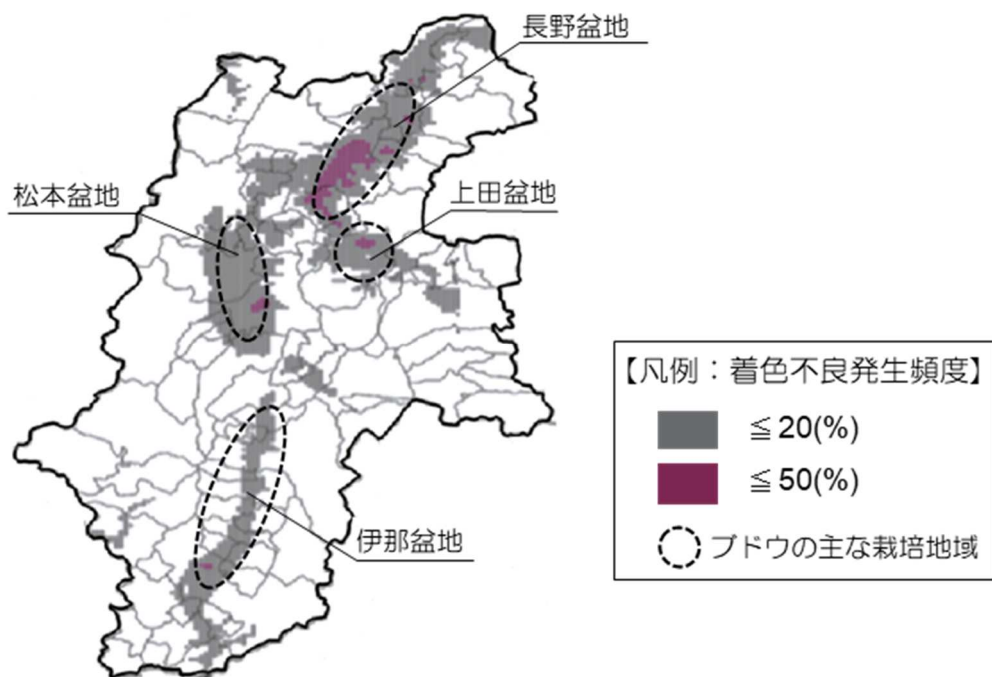 長野盆地
松本盆地
上田盆地
伊那盆地
【凡例:着色不良発生頻度】
≦20(%)
≦50(%)
ブドウの主な栽培地域